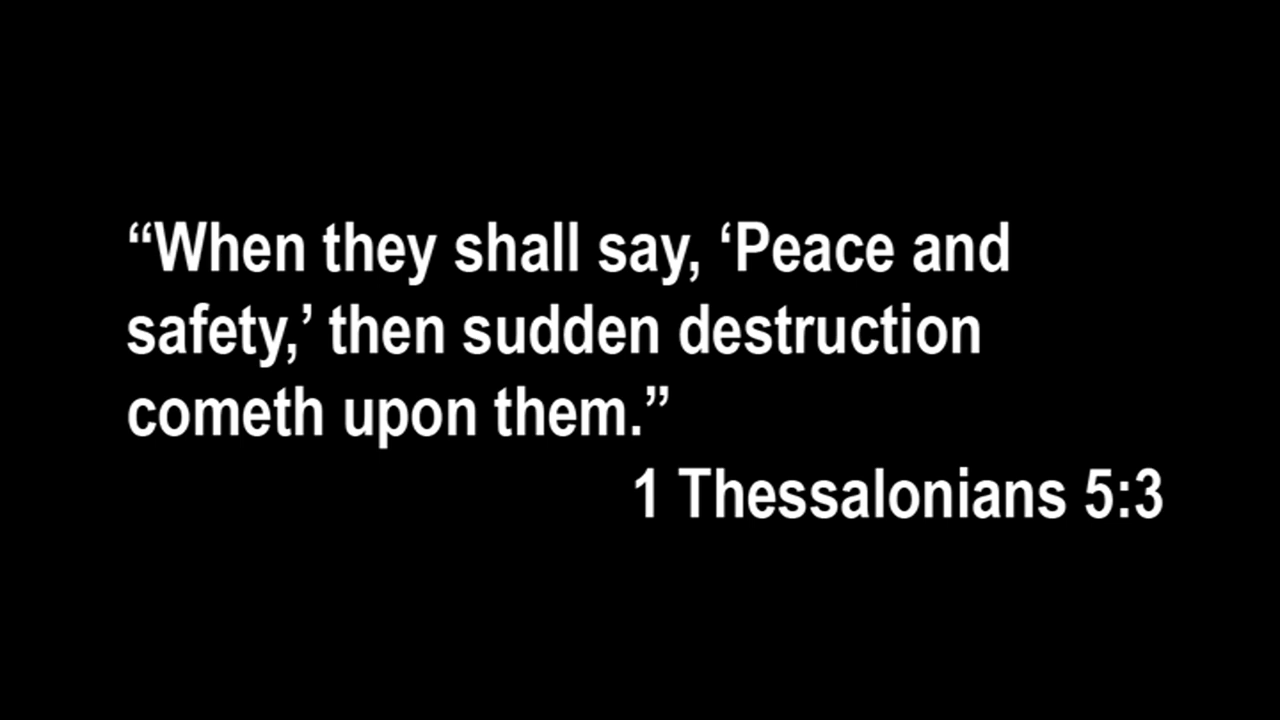 “When they shall say, ‘Peace and
safety,’ then sudden destruction
cometh upon them.”
1 Thessalonians 5:3